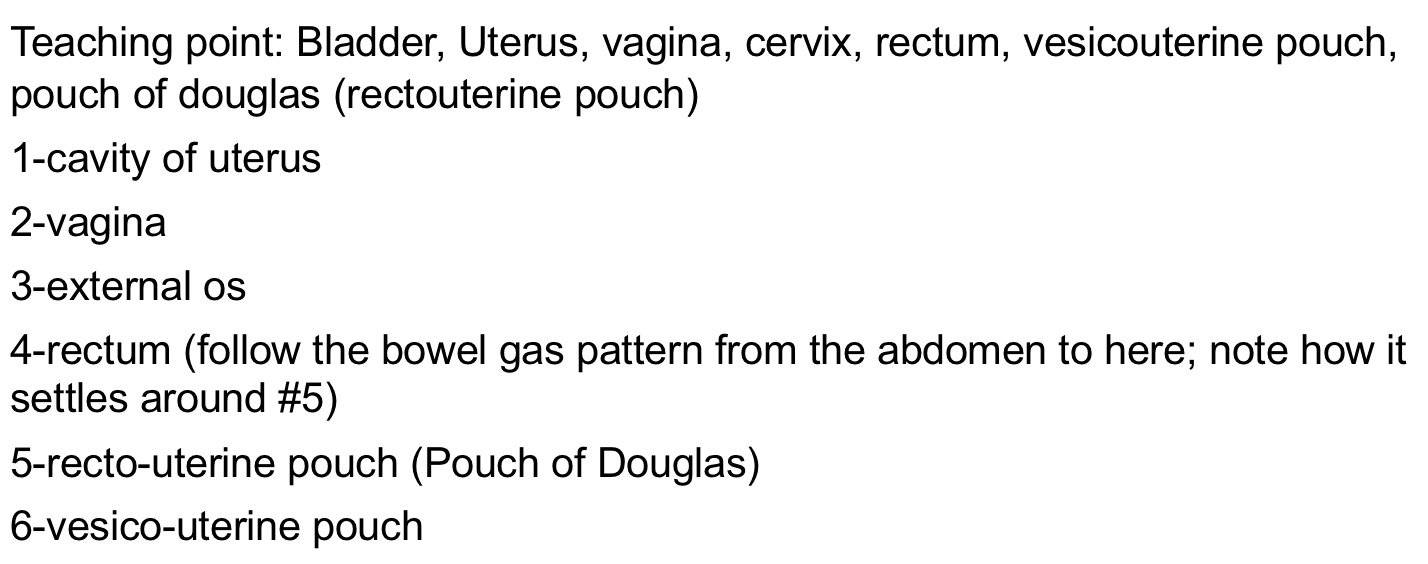 Teaching point: Bladder, Uterus, vagina, cervix, rectum, vesicouterine pouch,
pouch of douglas (rectouterine pouch)
1-cavity of uterus
2-vagina
3-external os
4-rectum (follow the bowel gas pattern from the abdomen to here; note how it
settles around #5)
5-recto-uterine pouch (Pouch of Douglas)
6-vesico-uterine pouch